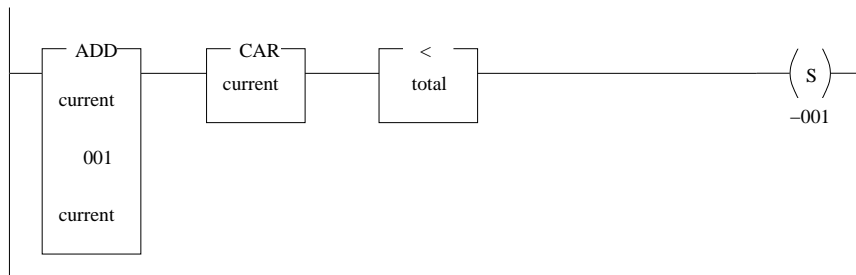 ADD
current
001
current
CAR
current
<
total
S
−001